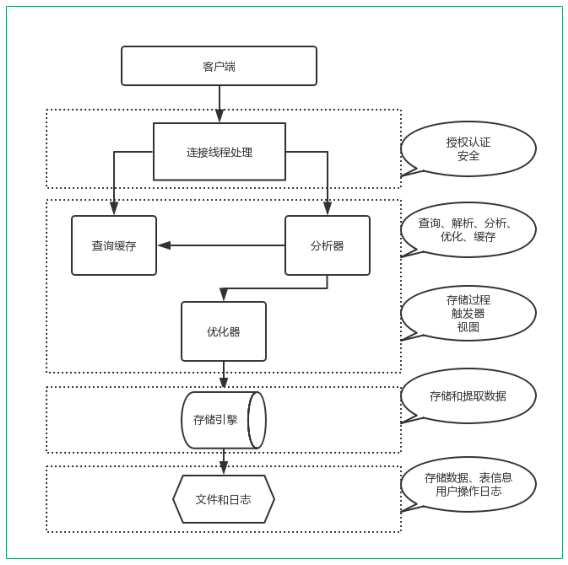 客户端
连接线程处理
授权认证
安全
查询缓存
分析器
查询、解析、分析、
优化、缓存
优化器
存储过程
触发器
视图
存储引擎
存储和提取数据
文件和日志
存储数据、表信息
用户操作日志